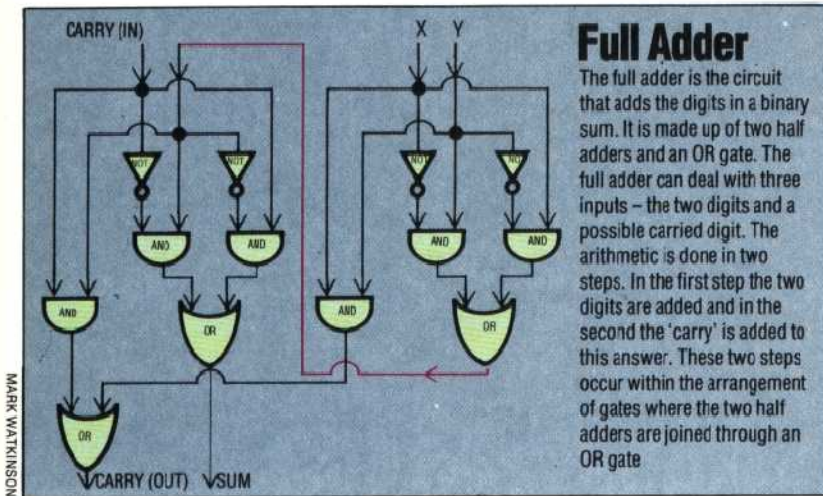 CARRY (IN)
X Y
NOT NOT NOT NOT
AND AND AND AND
AND AND
OR OR
OR
CARRY (OUT) SUM
Full Adder
The full adder is the circuit
that adds the digits in a binary
sum. It is made up of two half
adders and an OR gate. The
full adder can deal with three
inputs – the two digits and a
possible carried digit. The
arithmetic is done in two
steps. In the first step the two
digits are added and in the
second the 'carry' is added to
this answer. These two steps
occur within the arrangement
of gates where the two half
adders are joined through an
OR gate
MARK WATKINSON